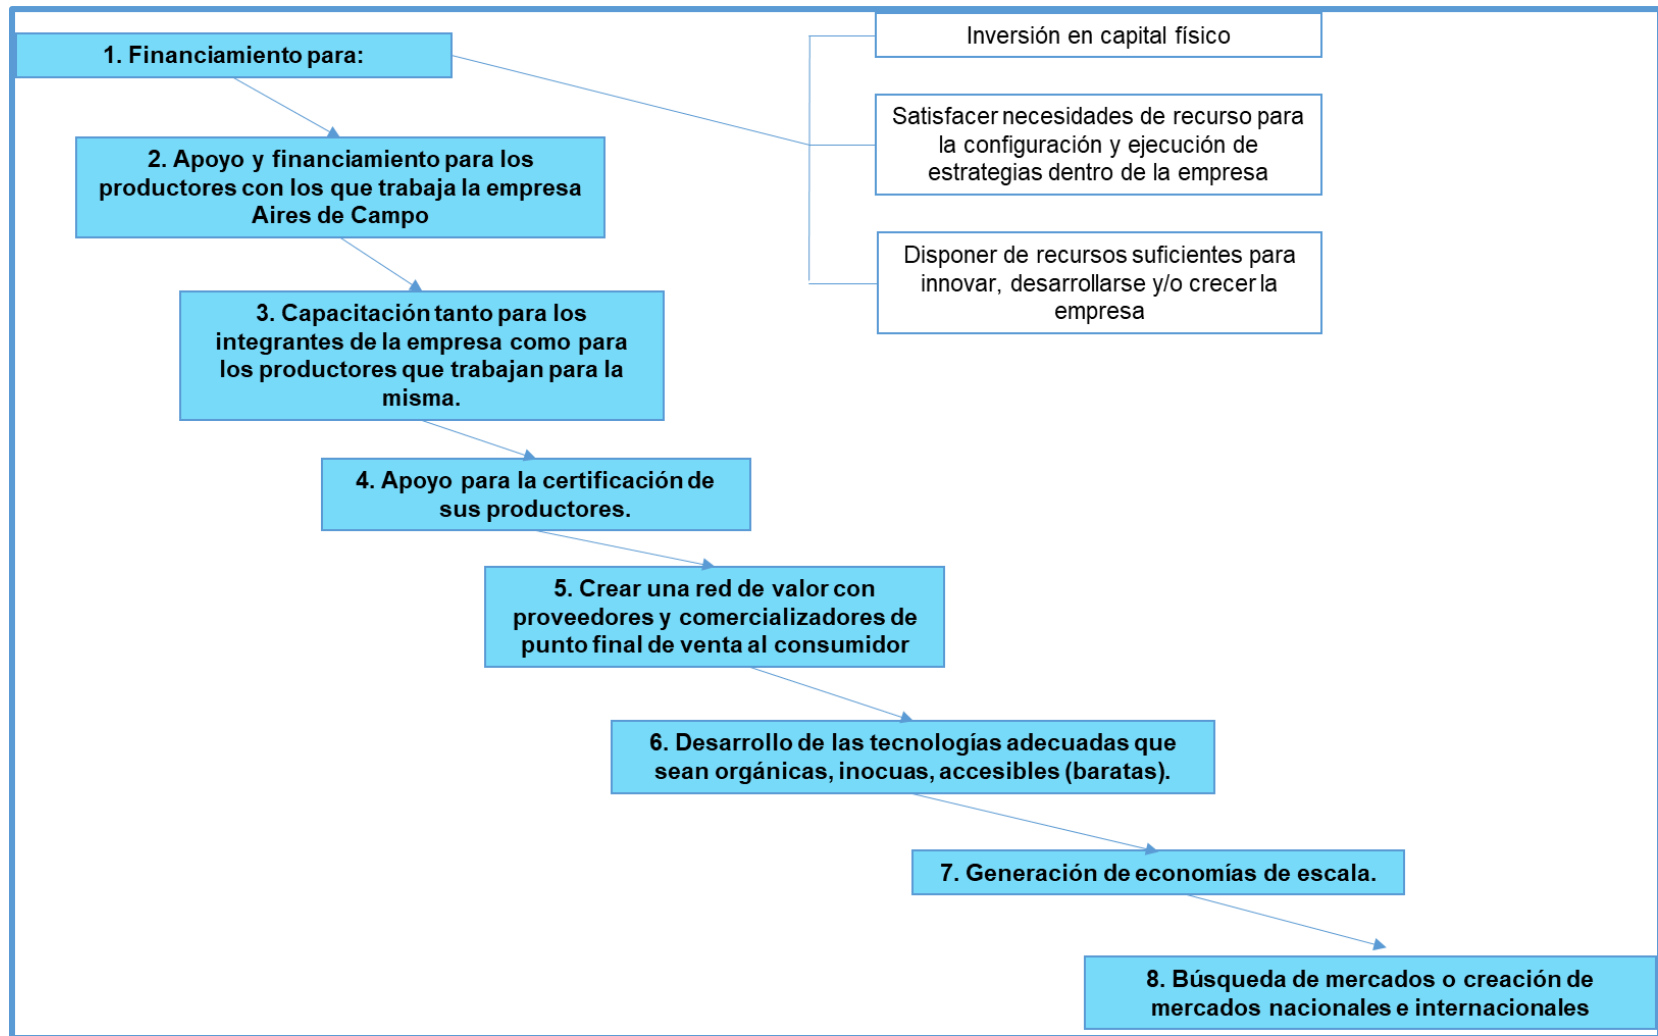 1. Financiamiento para:
Inversión en capital físico
Satisfacer necesidades de recurso para
la configuración y ejecución de
estrategias dentro de la empresa
Disponer de recursos suficientes para
innovar, desarrollarse y/o crecer la
empresa
2. Apoyo y financiamiento para los
productores con los que trabaja la empresa
Aires de Campo
3. Capacitación tanto para los
integrantes de la empresa como para
los productores que trabajan para la
misma.
4. Apoyo para la certificación de
sus productores.
5. Crear una red de valor con
proveedores y comercializadores de
punto final de venta al consumidor
6. Desarrollo de las tecnologías adecuadas que
sean orgánicas, inocuas, accesibles (baratas).
7. Generación de economías de escala.
8. Búsqueda de mercados o creación de
mercados nacionales e internacionales